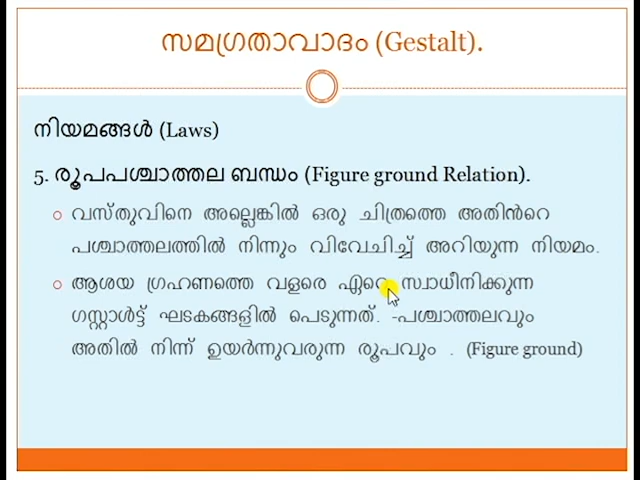 സമഗ്രതാവാദം (Gestalt).
നിയമങ്ങൾ (Laws)
5. രൂപപശ്ചാത്തല ബന്ധം (Figure ground Relation).
വസ്തുവിനെ അല്ലെങ്കിൽ ഒരു ചിത്രത്തെ അതിൻറെ
പശ്ചാത്തലത്തിൽ നിന്നും വിവേചിച്ച് അറിയുന്ന നിയമം.
ആശയ ഗ്രഹണത്തെ വളരെ ഏറെ സ്വാധീനിക്കുന്ന
ഗസ്റ്റാൾട്ട് ഘടകങ്ങളിൽ പെടുന്നത്. -പശ്ചാത്തലവും
അതിൽ നിന്ന് ഉയർന്നുവരുന്ന രൂപവും . (Figure ground)